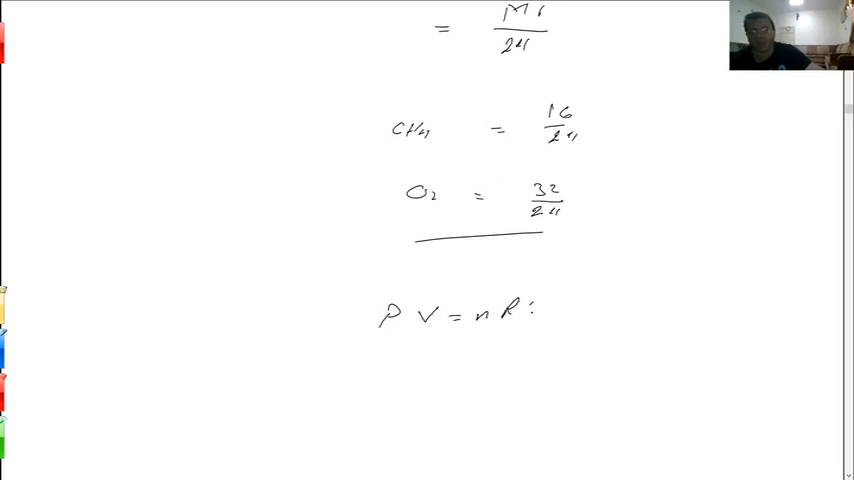 = Mr/24
CH4 = 16/24
O2 = 32/24
PV = nR